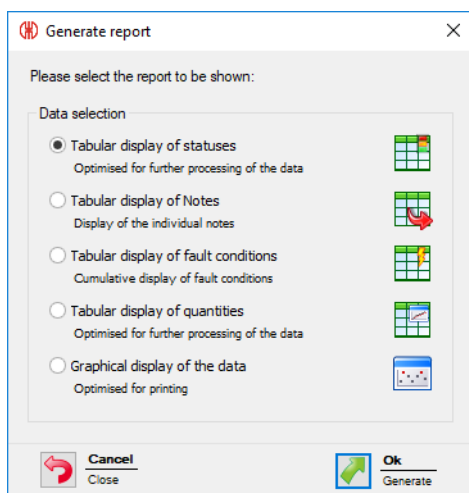 Generate report
Please select the report to be shown:
Data selection
Tabular display of statuses
Optimised for further processing of the data
Tabular display of Notes
Display of the individual notes
Tabular display of fault conditions
Cumulative display of fault conditions
Tabular display of quantities
Optimised for further processing of the data
Graphical display of the data
Optimised for printing
Cancel
Close
Ok
Generate